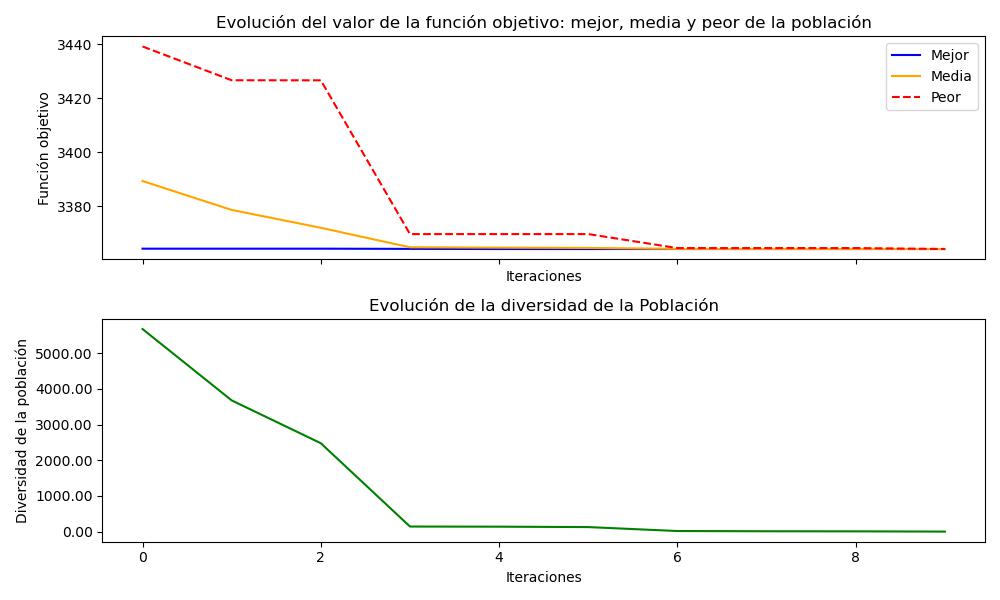 Evolución del valor de la función objetivo: mejor, media y peor de la población
3440
3420
3400
3380
Función objetivo
Mejor
Media
Peor
Iteraciones
Evolución de la diversidad de la Población
5000.00
4000.00
3000.00
2000.00
1000.00
0.00
Diversidad de la población
0 2 4 6 8
Iteraciones